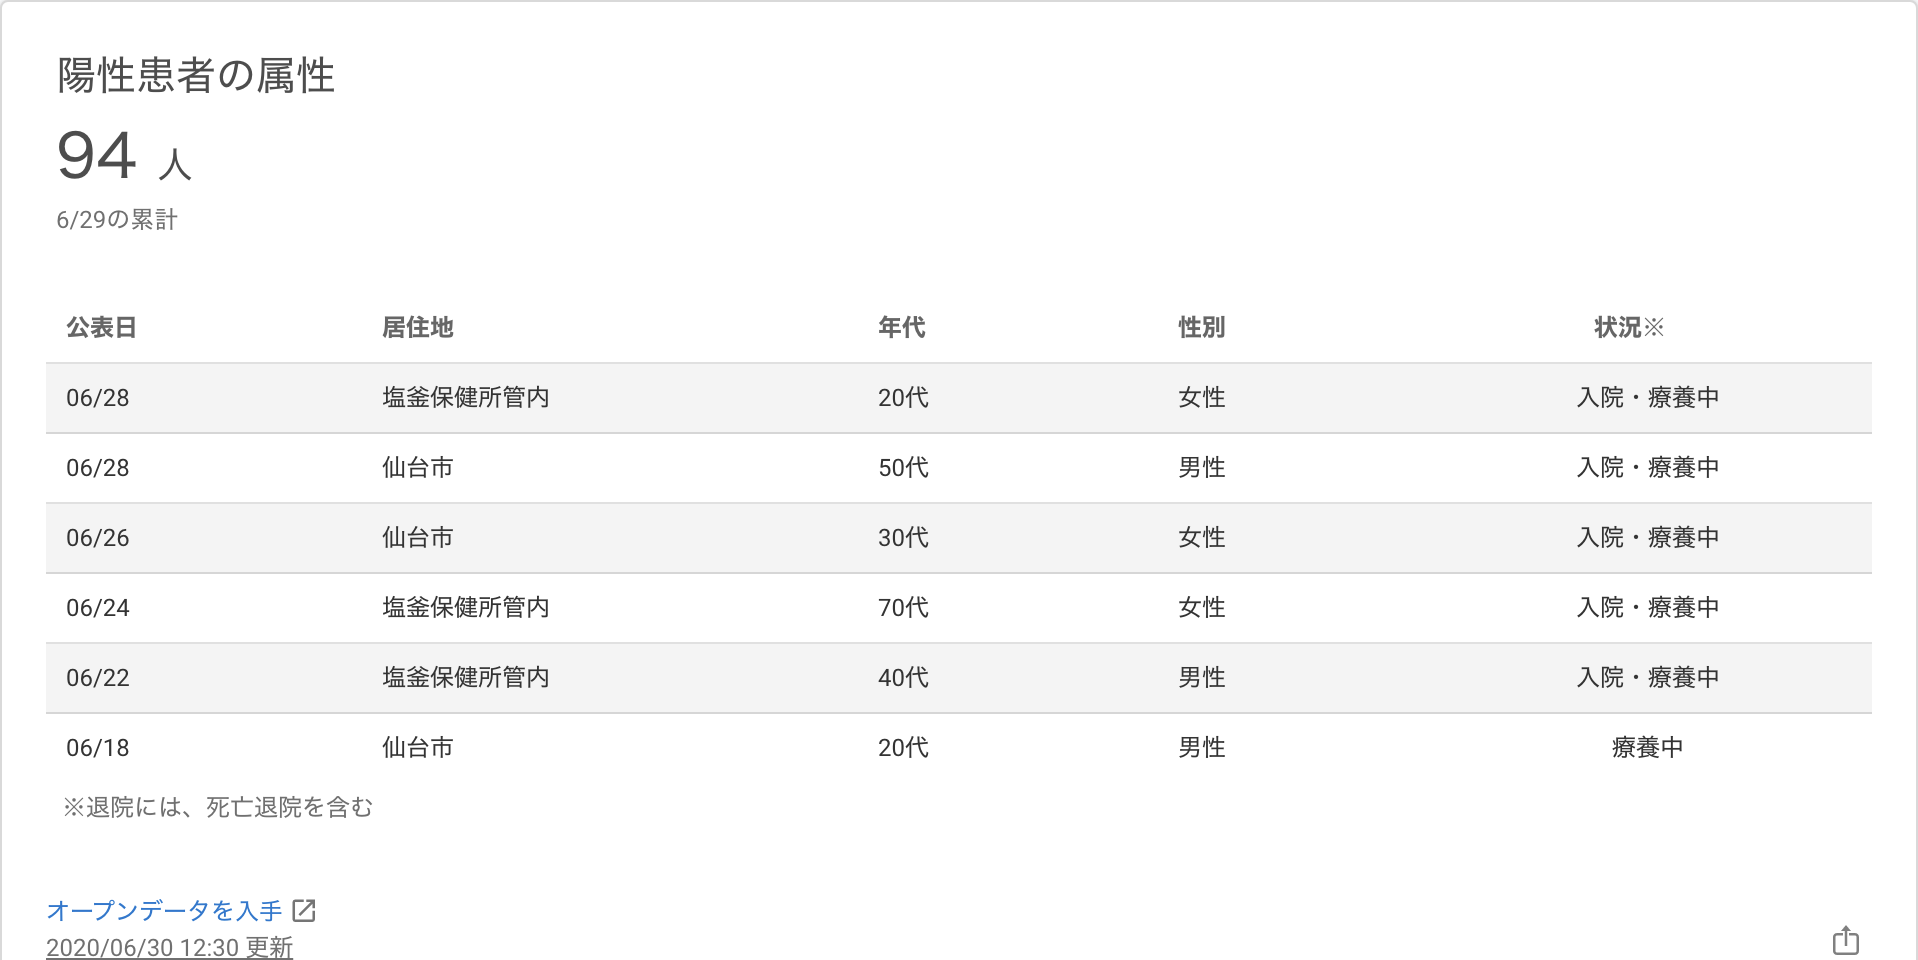 陽性患者の属性
94 人
6/29の累計
公表日 居住地 年代 性別 状況※
06/28 塩釜保健所管内 20代 女性 入院・療養中
06/28 仙台市 50代 男性 入院・療養中
06/26 仙台市 30代 女性 入院・療養中
06/24 塩釜保健所管内 70代 女性 入院・療養中
06/22 塩釜保健所管内 40代 男性 入院・療養中
06/18 仙台市 20代 男性 療養中
※退院には、死亡退院を含む
オープンデータを入手
2020/06/30 12:30 更新